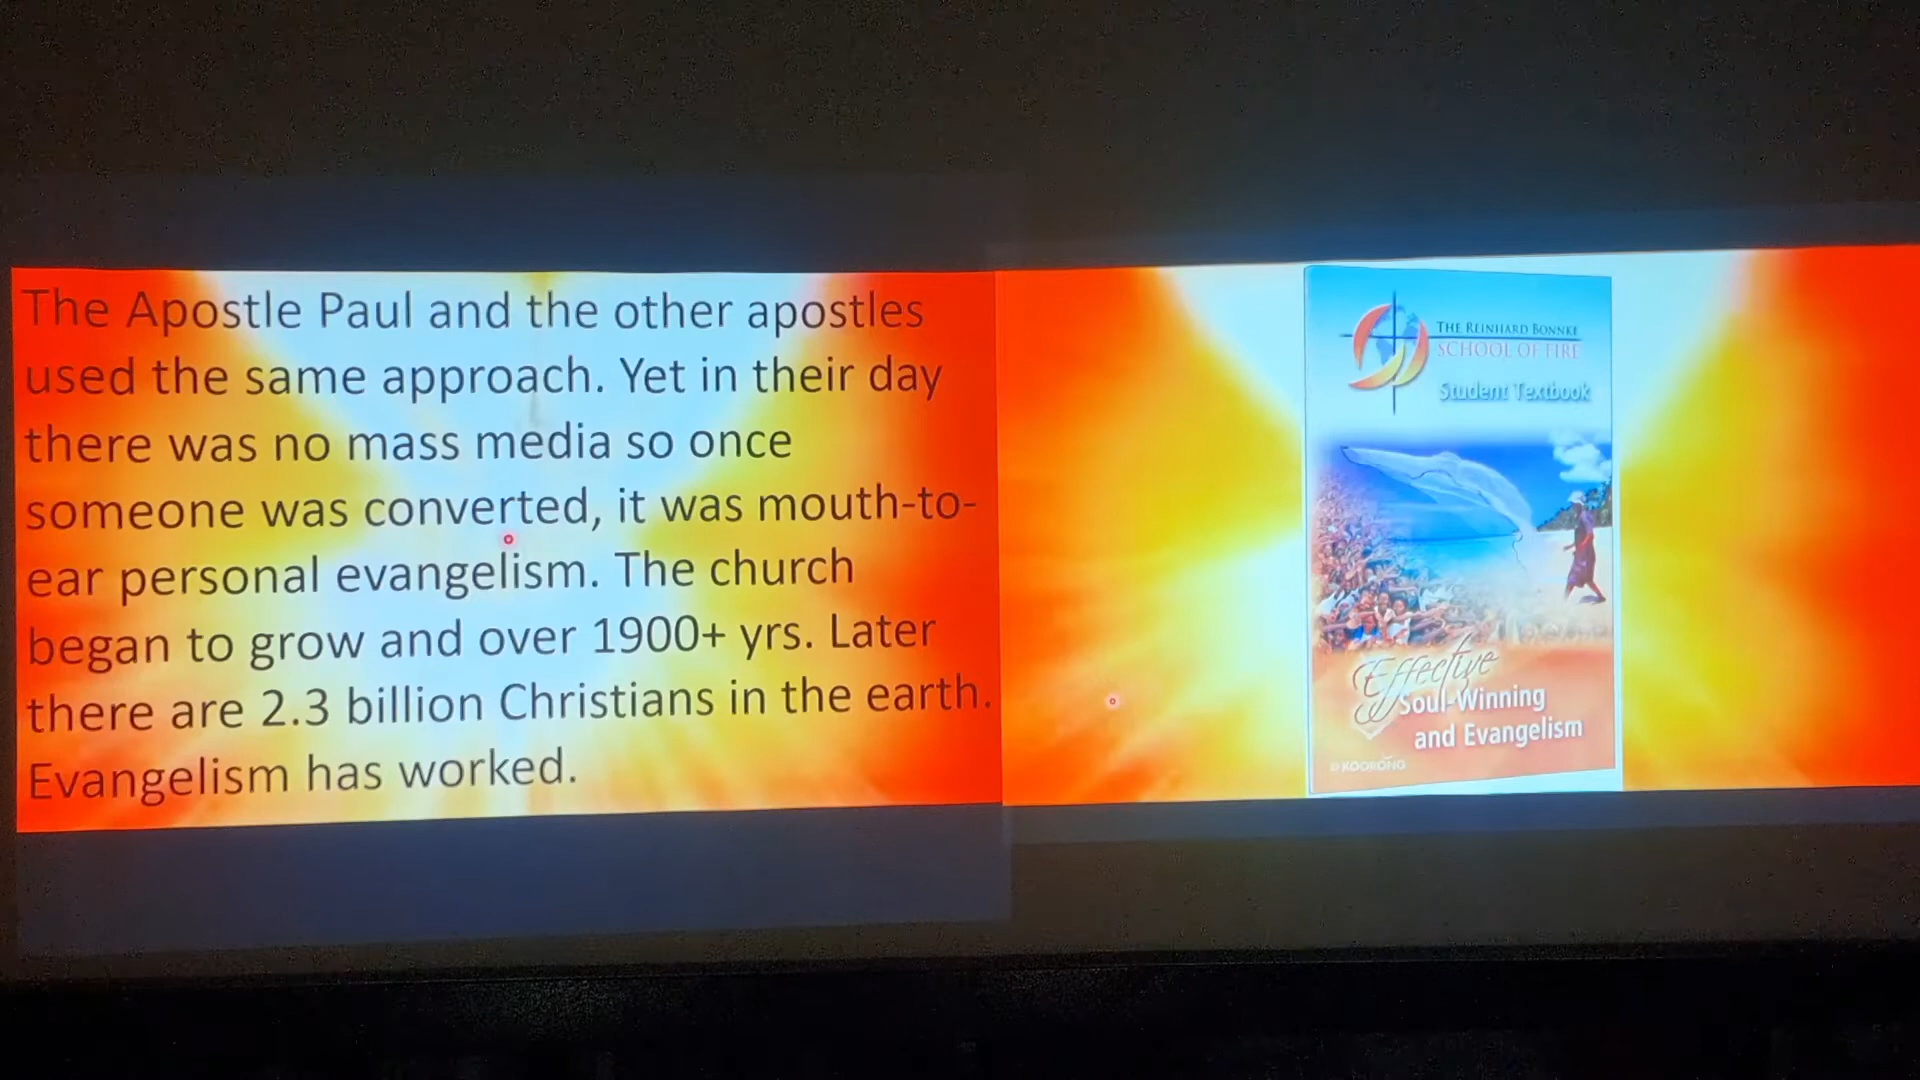 The Apostle Paul and the other apostles
used the same approach. Yet in their day
there was no mass media so once
someone was converted, it was mouth-to-
ear personal evangelism. The church
began to grow and over 1900+ yrs. Later
there are 2.3 billion Christians in the earth.
Evangelism has worked.
THE REINHARD BONNKE
SCHOOL OF FIRE
Student Textbook
Effective
Soul-Winning
and Evangelism
© KOORONG